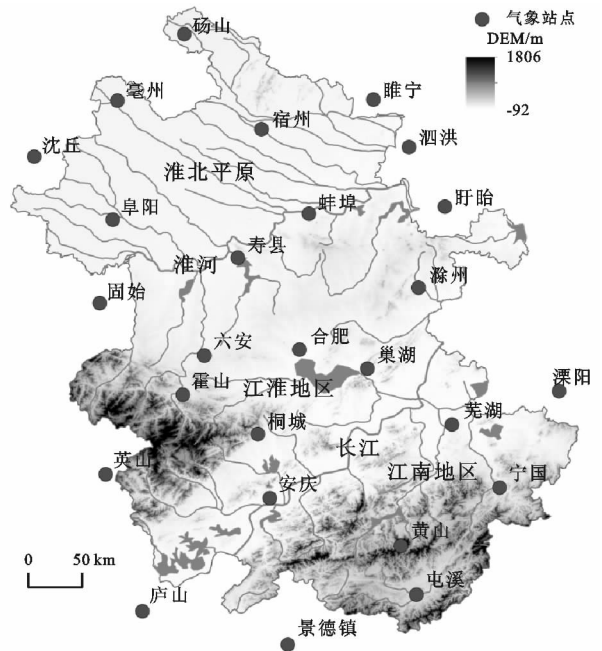 气象站点
DEM/m
1806
-92
砀山
亳州
睢宁
宿州
泗洪
沈丘
淮北平原
盱眙
蚌埠
阜阳
寿县
淮河
滁州
固始
合肥
六安
巢湖
霍山
江淮地区
溧阳
芜湖
桐城
长江
英山
江南地区
宁国
安庆
黄山
0 50 km
屯溪
庐山
景德镇